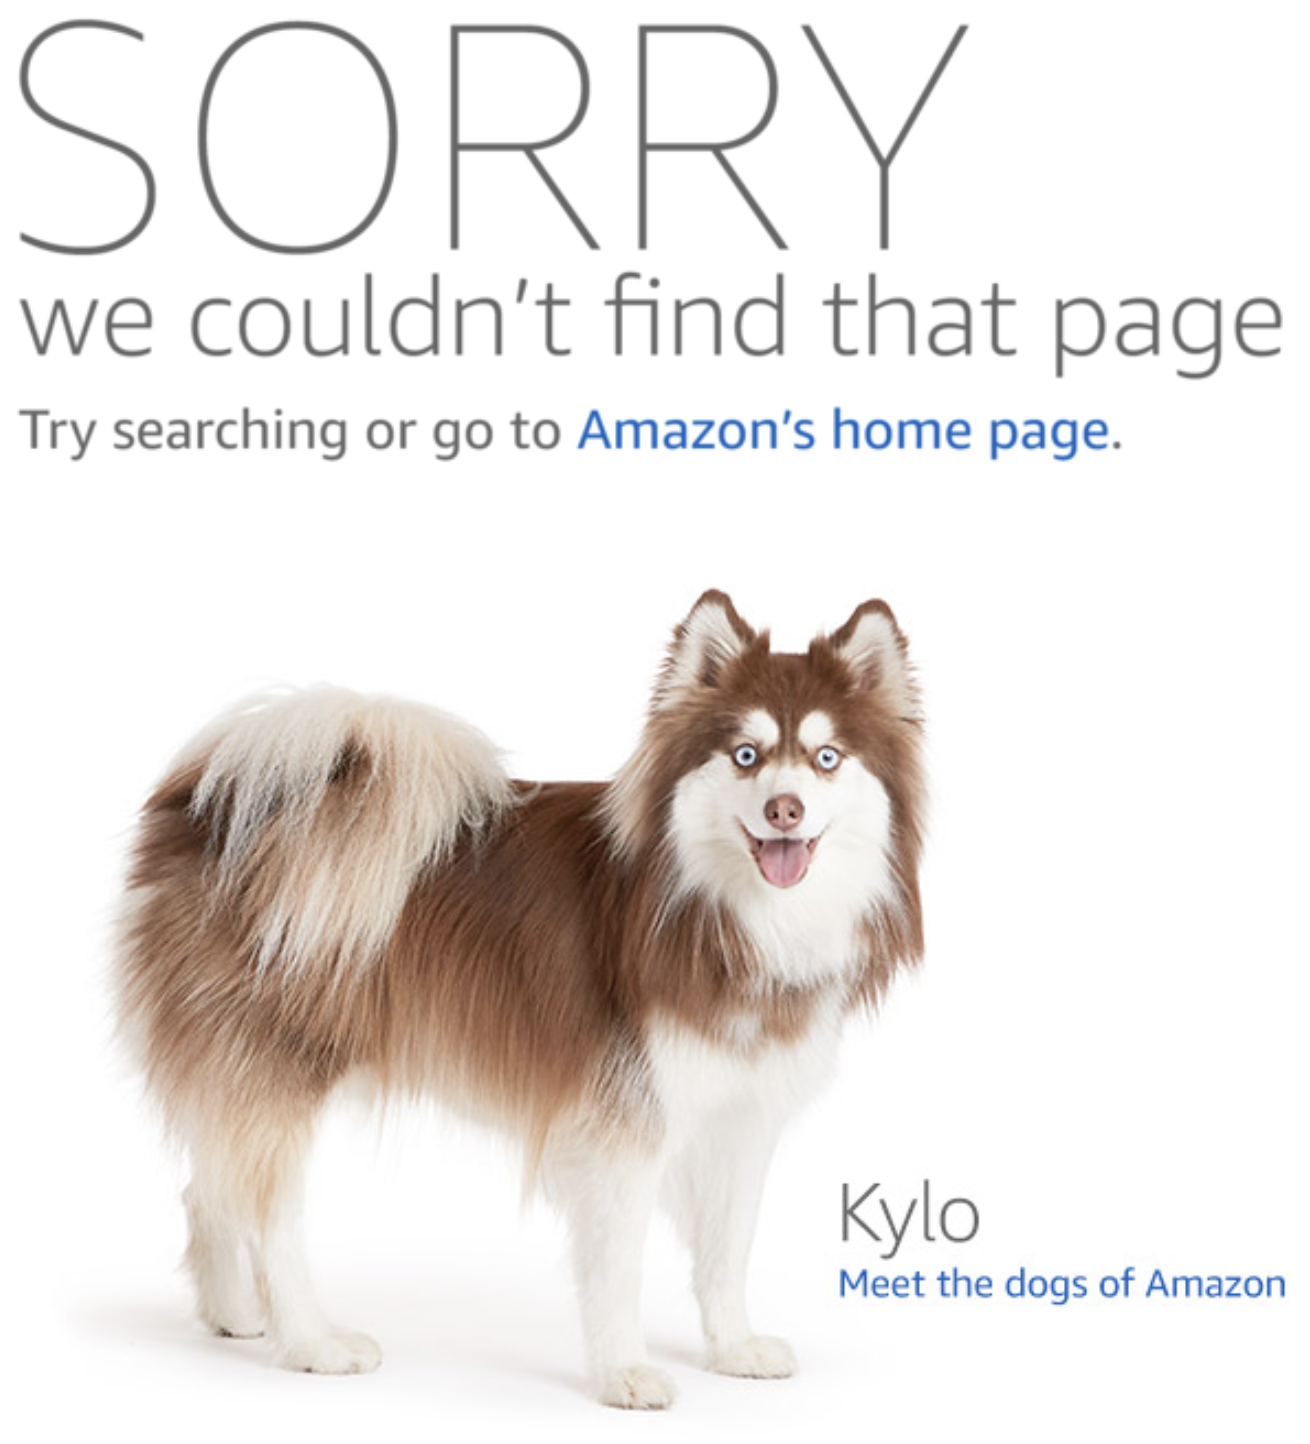 SORRY
we couldn't find that page
Try searching or go to Amazon's home page.
Kylo
Meet the dogs of Amazon